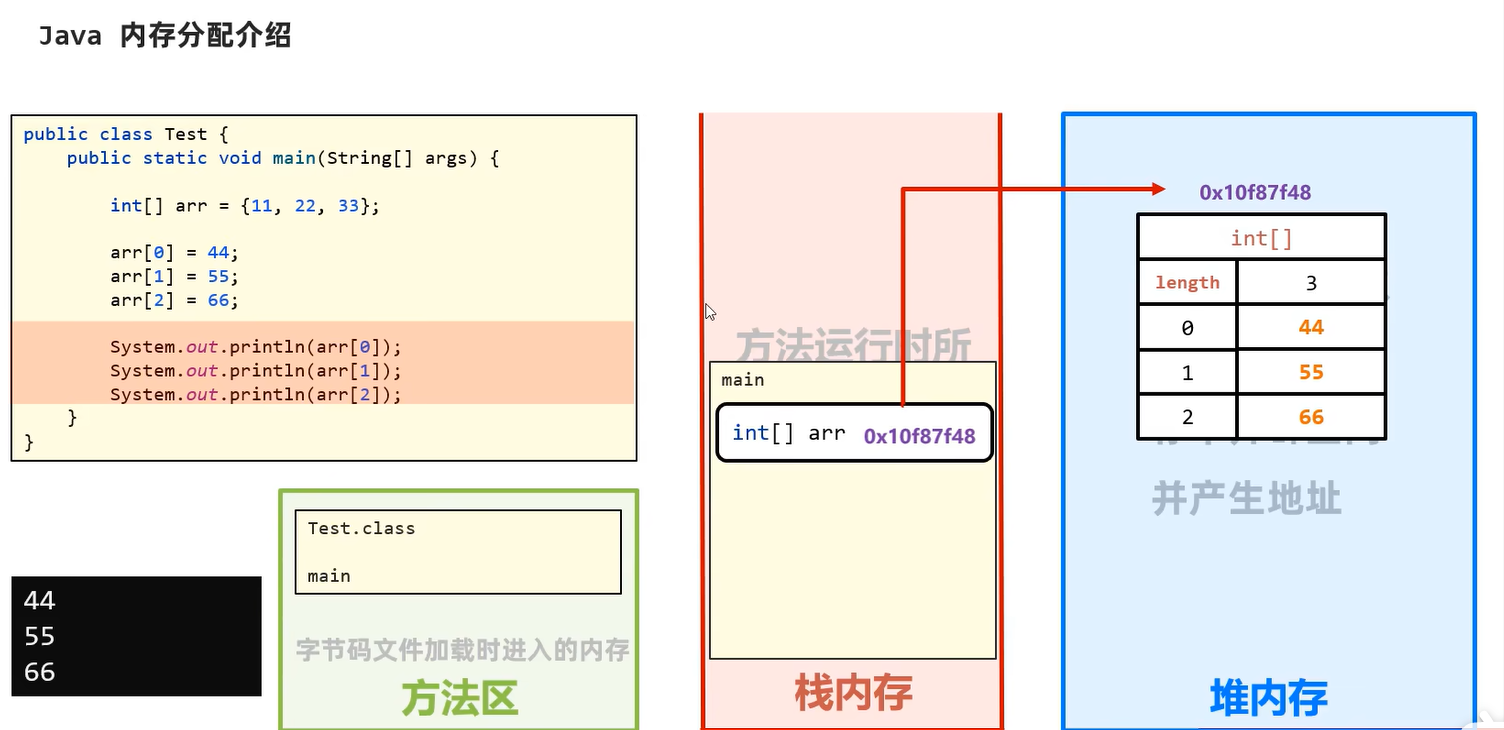 Java 内存分配介绍
public class Test {
public static void main(String[] args) {
int[] arr = {11, 22, 33};
arr[0] = 44;
arr[1] = 55;
arr[2] = 66;
System.out.println(arr[0]);
System.out.println(arr[1]);
System.out.println(arr[2]);
}
}
44
55
66
Test.class
main
字节码文件加载时进入的内存
方法区
方法运行时所
main
int[] arr 0x10f87f48
栈内存
0x10f87f48
int[]
length 3
0 44
1 55
2 66
并产生地址
堆内存